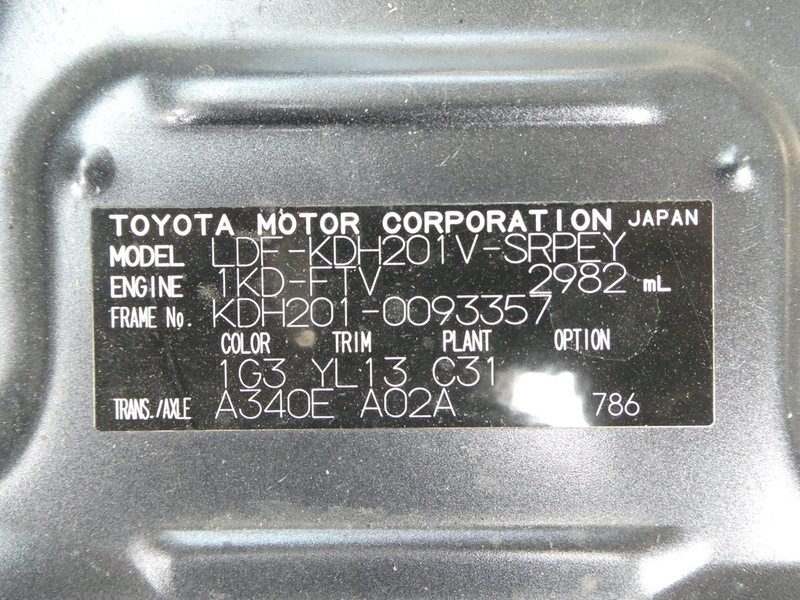 TOYOTA MOTOR CORPORATION JAPAN
MODEL LDF-KDH201V-SRPEY
ENGINE 1KD-FTV 2982 mL
FRAME No. KDH201-0093357
COLOR TRIM PLANT OPTION
1G3 YL13 C31
TRANS./AXLE A340E A02A 786